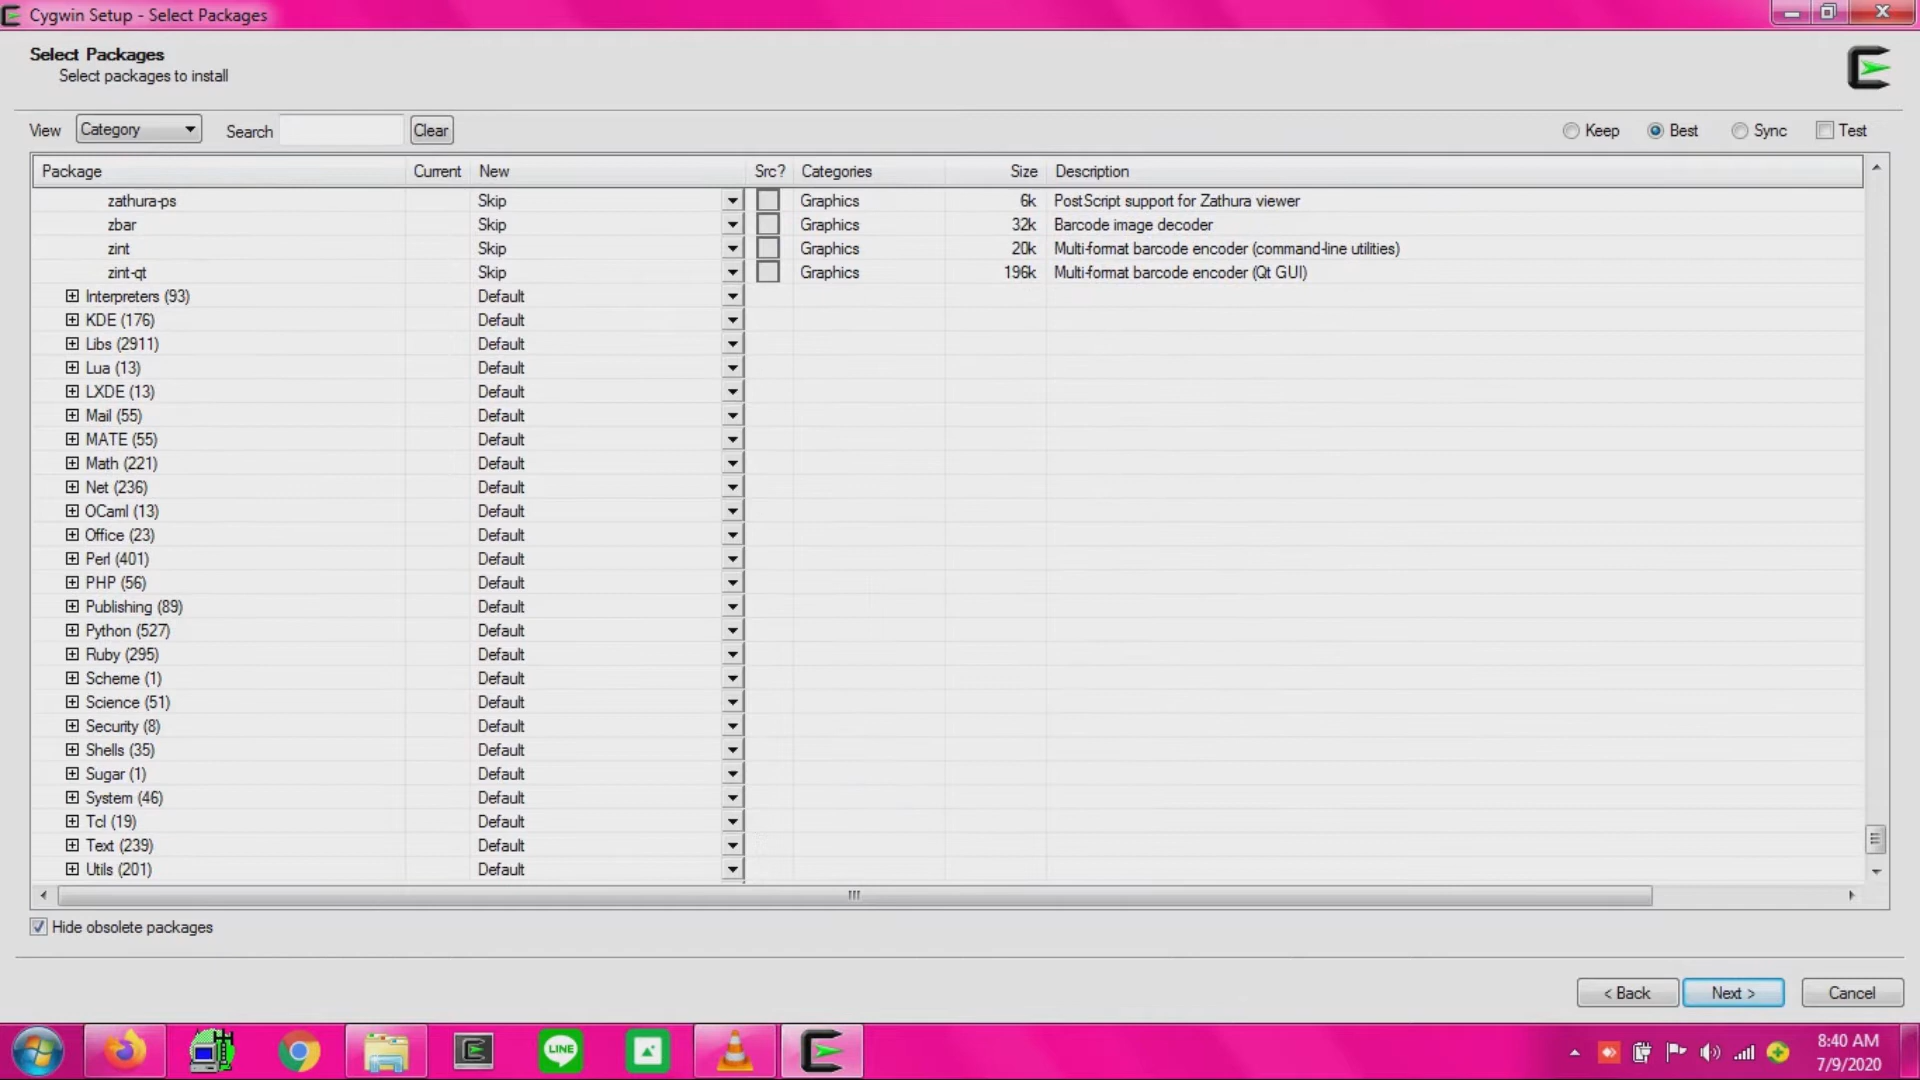 Cygwin Setup - Select Packages
Select Packages
Select packages to install
View Category Search Clear Keep Best Sync Test
Package Current New Src? Categories Size Description
zathura-ps Skip Graphics 6k PostScript support for Zathura viewer
zbar Skip Graphics 32k Barcode image decoder
zint Skip Graphics 20k Multi-format barcode encoder (command-line utilities)
zint-qt Skip Graphics 196k Multi-format barcode encoder (Qt GUI)
Interpreters (93) Default
KDE (176) Default
Libs (2911) Default
Lua (13) Default
LXDE (13) Default
Mail (55) Default
MATE (55) Default
Math (221) Default
Net (236) Default
OCaml (13) Default
Office (23) Default
Perl (401) Default
PHP (56) Default
Publishing (89) Default
Python (527) Default
Ruby (295) Default
Scheme (1) Default
Science (51) Default
Security (8) Default
Shells (35) Default
Sugar (1) Default
System (46) Default
Tcl (19) Default
Text (239) Default
Utils (201) Default
Hide obsolete packages
< Back Next > Cancel
LINE
8:40 AM
7/9/2020